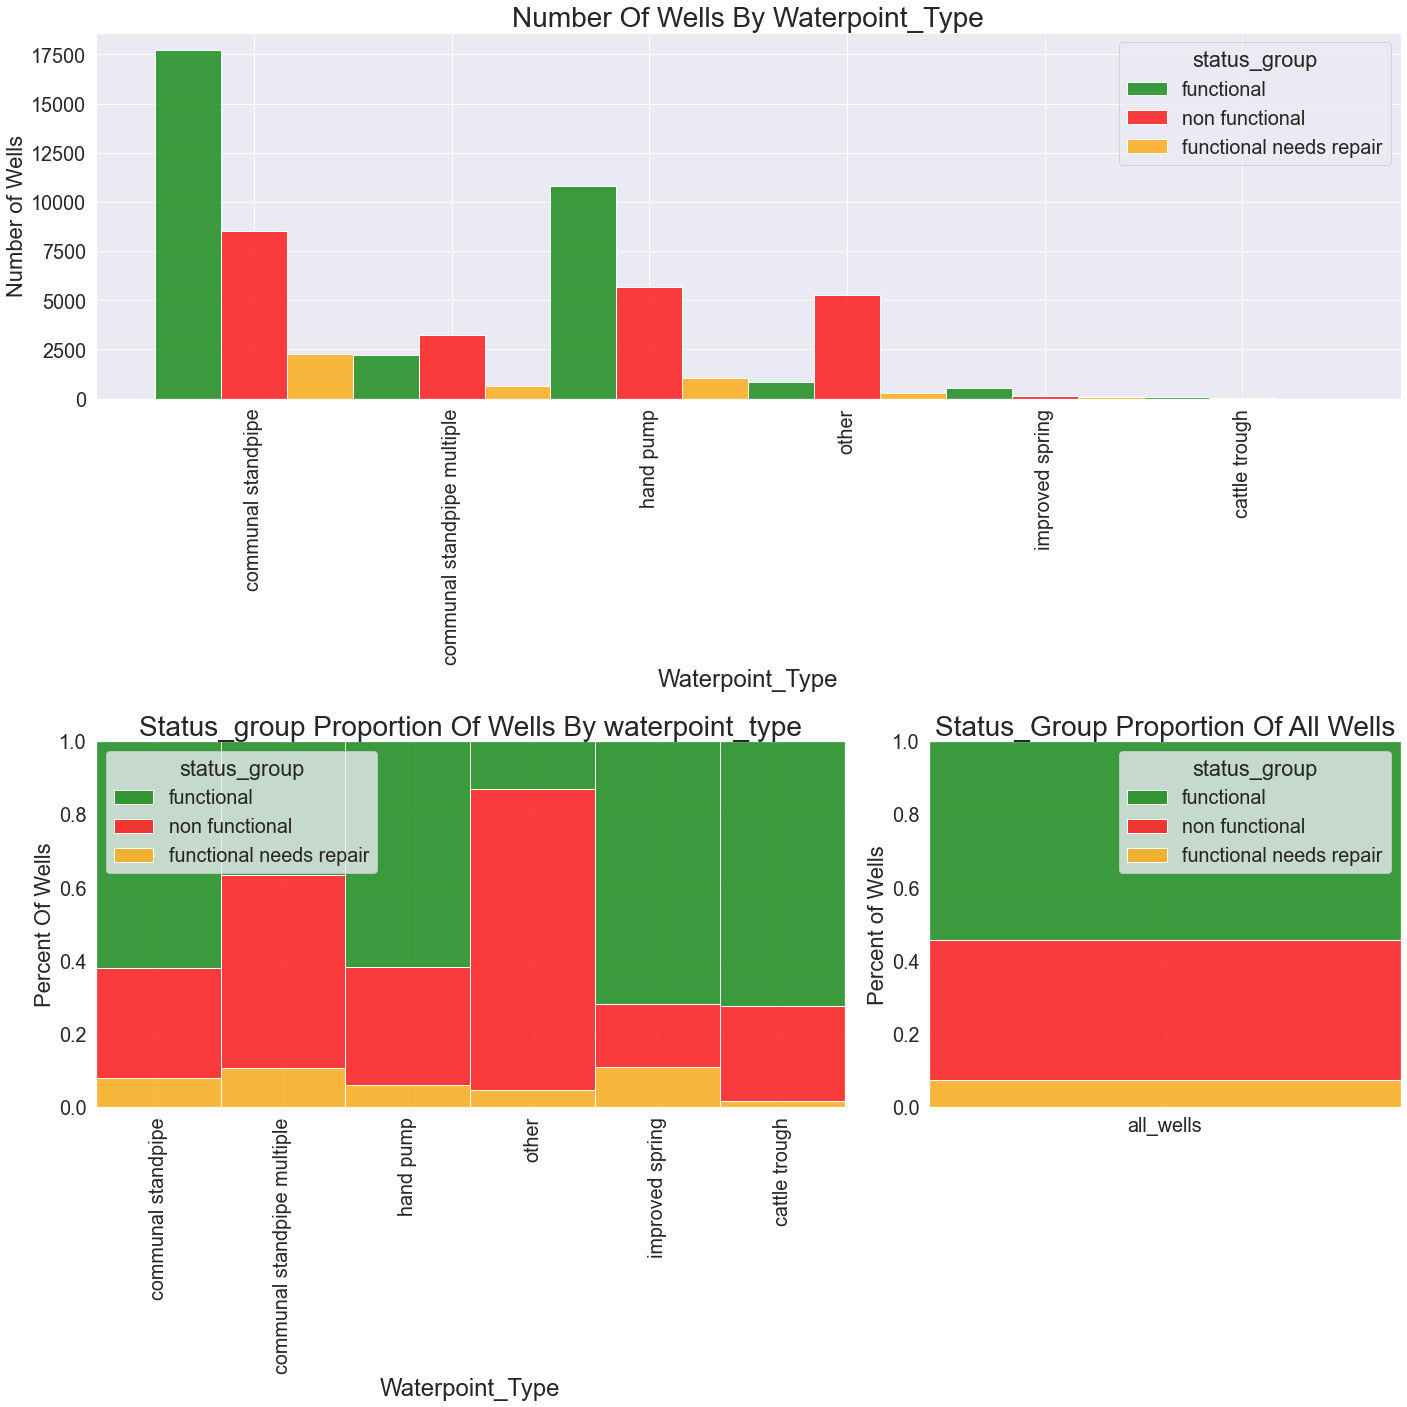 Number Of Wells By Waterpoint_Type
Number of Wells
17500
15000
12500
10000
7500
5000
2500
0
status_group
functional
non functional
functional needs repair
communal standpipe
communal standpipe multiple
hand pump
other
improved spring
cattle trough
Waterpoint_Type
Status_group Proportion Of Wells By waterpoint_type
Percent Of Wells
1.0
0.8
0.6
0.4
0.2
0.0
status_group
functional
non functional
functional needs repair
communal standpipe
communal standpipe multiple
hand pump
other
improved spring
cattle trough
Waterpoint_Type
Status_Group Proportion Of All Wells
Percent of Wells
1.0
0.8
0.6
0.4
0.2
0.0
status_group
functional
non functional
functional needs repair
all_wells